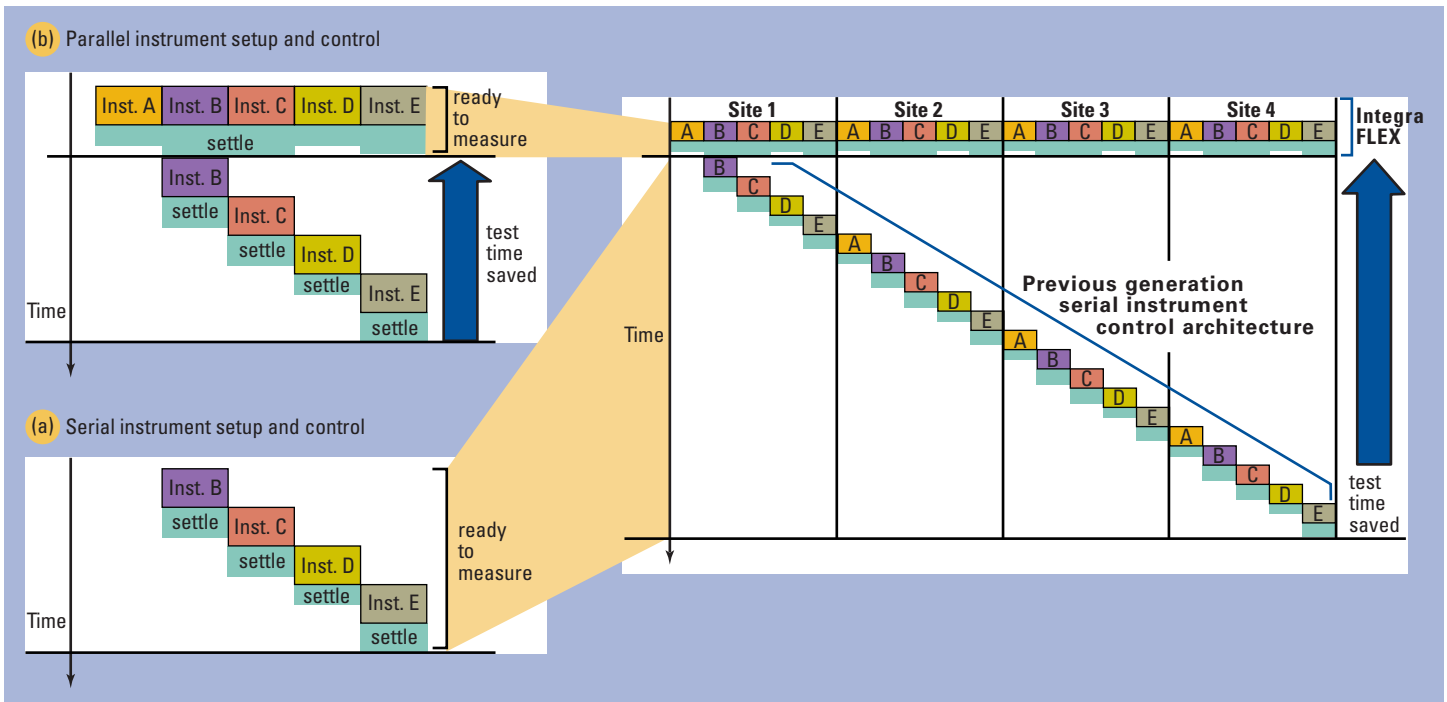 (b) Parallel instrument setup and control
Inst. A Inst. B Inst. C Inst. D Inst. E
settle
ready
to
measure
Inst. B
settle
Inst. C
settle
Inst. D
settle
Inst. E
settle
test
time
saved
Time
(a) Serial instrument setup and control
Inst. B
settle
Inst. C
settle
Inst. D
settle
Inst. E
settle
ready
to
measure
Time
Site 1 Site 2 Site 3 Site 4
A B C D E A B C D E A B C D E A B C D E
Integra
FLEX
B
C
D
E
A
B
C
D
E
A
B
C
D
E
A
B
C
D
E
Previous generation
serial instrument
control architecture
Time
test
time
saved